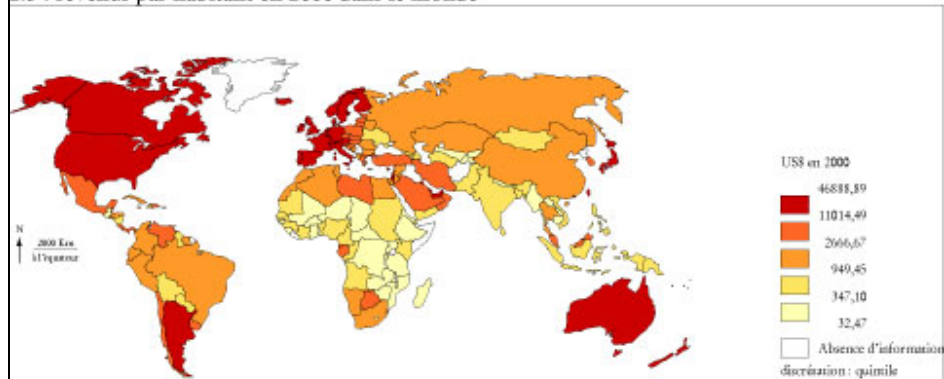 US$ en 2000
46888,89
11014,49
2666,67
949,45
347,10
32,47
Absence d'information
discrétation : quintile
N
2000 Km
à l'équateur